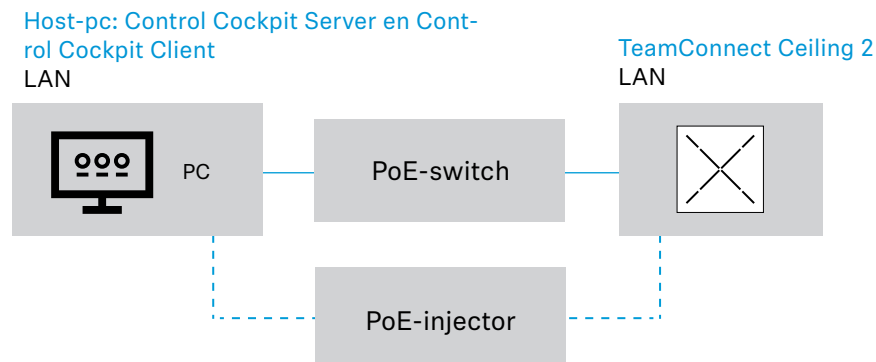 Host-pc: Control Cockpit Server en Cont-
rol Cockpit Client
LAN
TeamConnect Ceiling 2
LAN
PC
PoE-switch
PoE-injector